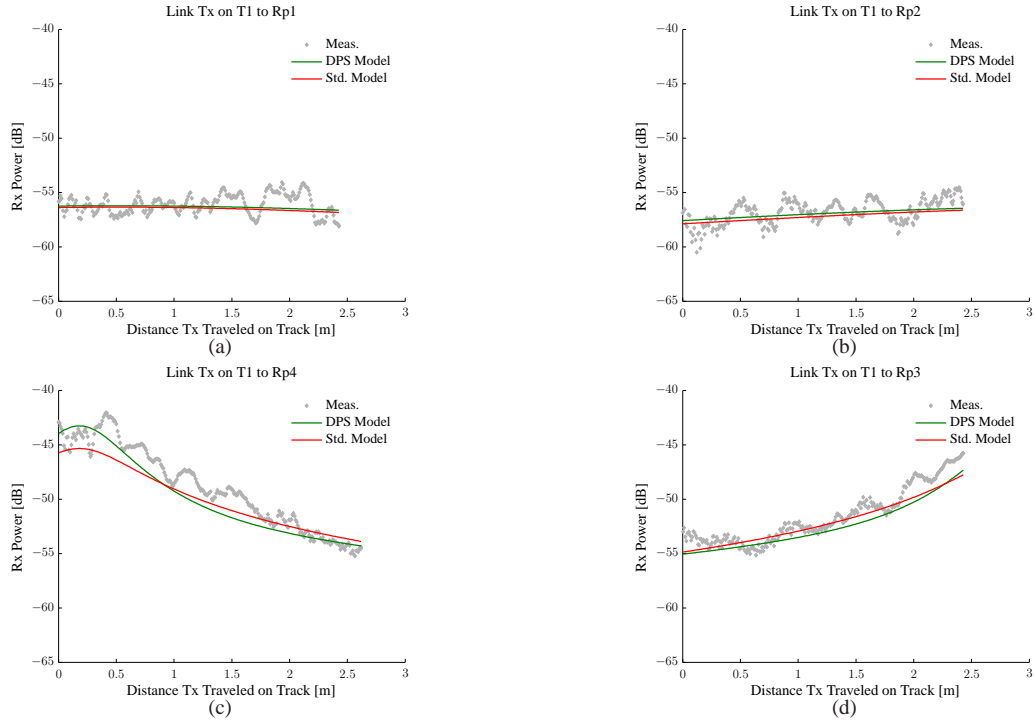 Link Tx on T1 to Rp1
−40
−45
−50
−55
−60
−65
Rx Power [dB]
Meas.
DPS Model
Std. Model
0
0.5
1
1.5
2
2.5
3
Distance Tx Traveled on Track [m]
(a)
Link Tx on T1 to Rp2
−40
−45
−50
−55
−60
−65
Rx Power [dB]
Meas.
DPS Model
Std. Model
0
0.5
1
1.5
2
2.5
3
Distance Tx Traveled on Track [m]
(b)
Link Tx on T1 to Rp4
−40
−45
−50
−55
−60
−65
Rx Power [dB]
Meas.
DPS Model
Std. Model
0
0.5
1
1.5
2
2.5
3
Distance Tx Traveled on Track [m]
(c)
Link Tx on T1 to Rp3
−40
−45
−50
−55
−60
−65
Rx Power [dB]
Meas.
DPS Model
Std. Model
0
0.5
1
1.5
2
2.5
3
Distance Tx Traveled on Track [m]
(d)